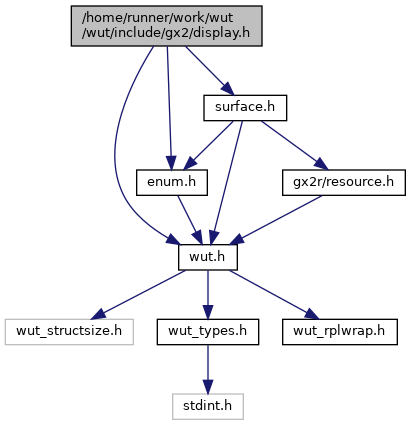 /home/runner/work/wut
/wut/include/gx2/display.h
surface.h
enum.h
gx2r/resource.h
wut.h
wut_structsize.h
wut_types.h
wut_rplwrap.h
stdint.h